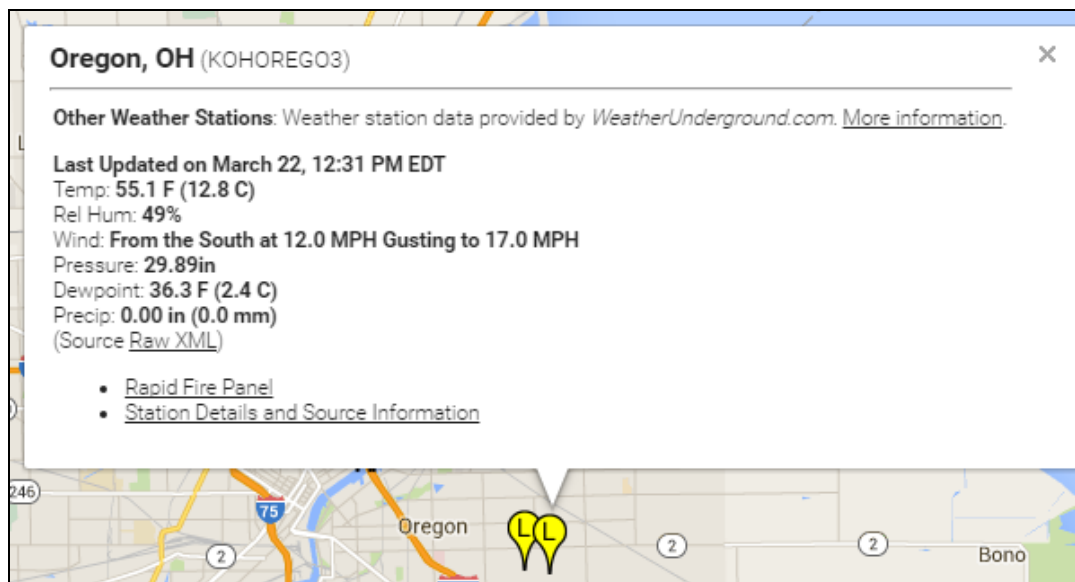 Oregon, OH (KOHOREGO3)
×
Other Weather Stations: Weather station data provided by WeatherUnderground.com. More information.
L
Last Updated on March 22, 12:31 PM EDT
Temp: 55.1 F (12.8 C)
Rel Hum: 49%
Wind: From the South at 12.0 MPH Gusting to 17.0 MPH
Pressure: 29.89in
Dewpoint: 36.3 F (2.4 C)
Precip: 0.00 in (0.0 mm)
(Source Raw XML)
• Rapid Fire Panel
• Station Details and Source Information
246
75
Oregon
L L
2
2
2
Bono